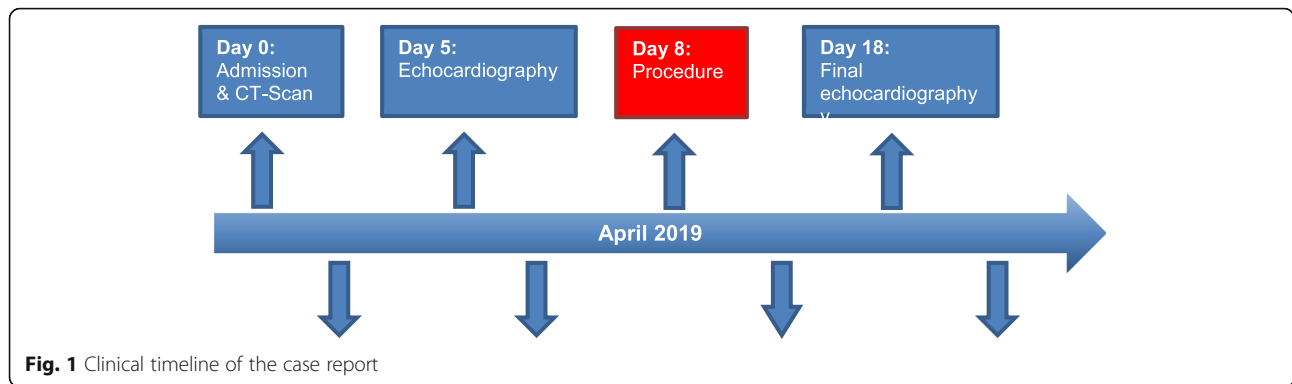 Day 0:
Admission
& CT-Scan
Day 5:
Echocardiography
Day 8:
Procedure
Day 18:
Final
echocardiography
y
April 2019
Fig. 1 Clinical timeline of the case report